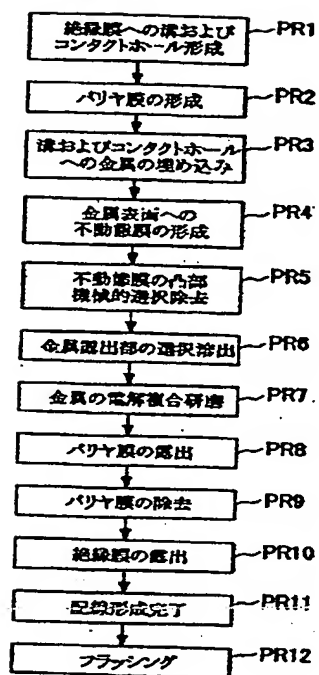 絶縁膜への溝および
コンタクトホール形成
PR1
バリヤ膜の形成
PR2
溝およびコンタクトホール
への金属の埋め込み
PR3
金属表面への
不動態膜の形成
PR4
不動態膜の凸部
機械的選択除去
PR5
金属露出部の選択溶出
PR6
金属の電解複合研磨
PR7
バリヤ膜の露出
PR8
バリヤ膜の除去
PR9
絶縁膜の露出
PR10
配線形成完了
PR11
フラッシング
PR12